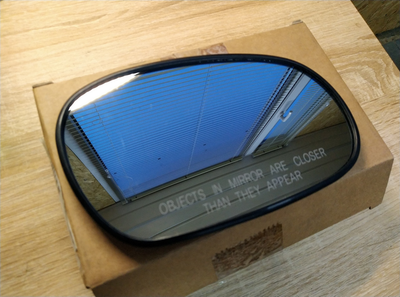 OBJECTS IN MIRROR ARE CLOSER
THAN THEY APPEAR